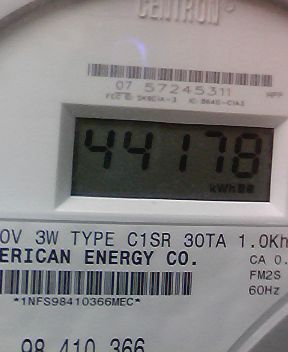 CENTRON
07 57245311
44178
kWh
0V 3W TYPE C1SR 30TA 1.0Kh
ERICAN ENERGY CO.
CA 0.
FM2S
*1NFS98410366MEC*
60Hz
98 410 366